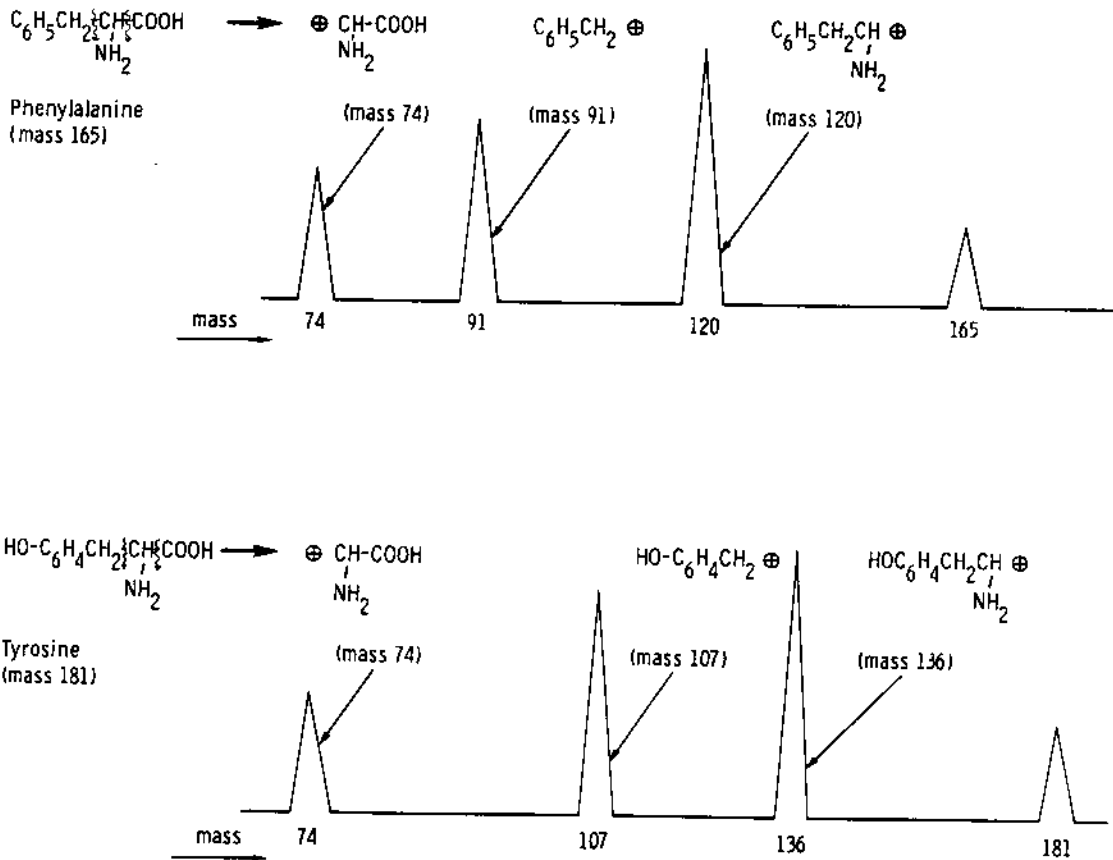 C6H5CH2CHCOOH → ⊕ CH-COOH C6H5CH2 ⊕ C6H5CH2CH ⊕
NH2 NH2 NH2
Phenylalanine
(mass 165)
(mass 74) (mass 91) (mass 120)
mass 74 91 120 165
HO-C6H4CH2CHCOOH → ⊕ CH-COOH HO-C6H4CH2 ⊕ HOC6H4CH2CH ⊕
NH2 NH2 NH2
Tyrosine
(mass 181)
(mass 74) (mass 107) (mass 136)
mass 74 107 136 181